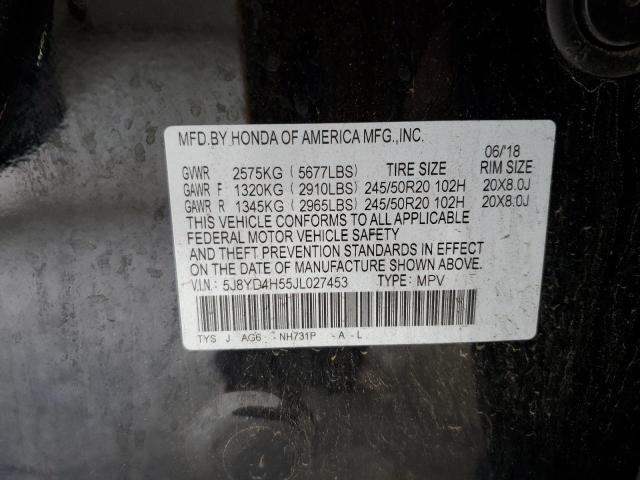 MFD.BY HONDA OF AMERICA MFG.,INC.
06/'18
GVWR 2575KG (5677LBS) TIRE SIZE RIM SIZE
GAWR F 1320KG (2910LBS) 245/50R20 102H 20X8.0J
GAWR R 1345KG (2965LBS) 245/50R20 102H 20X8.0J
THIS VEHICLE CONFORMS TO ALL APPLICABLE
FEDERAL MOTOR VEHICLE SAFETY
AND THEFT PREVENTION STANDARDS IN EFFECT
ON THE DATE OF MANUFACTURE SHOWN ABOVE.
V.I.N.: 5J8YD4H55JL027453 TYPE: MPV
TYS J AG6 -NH731P -A-L